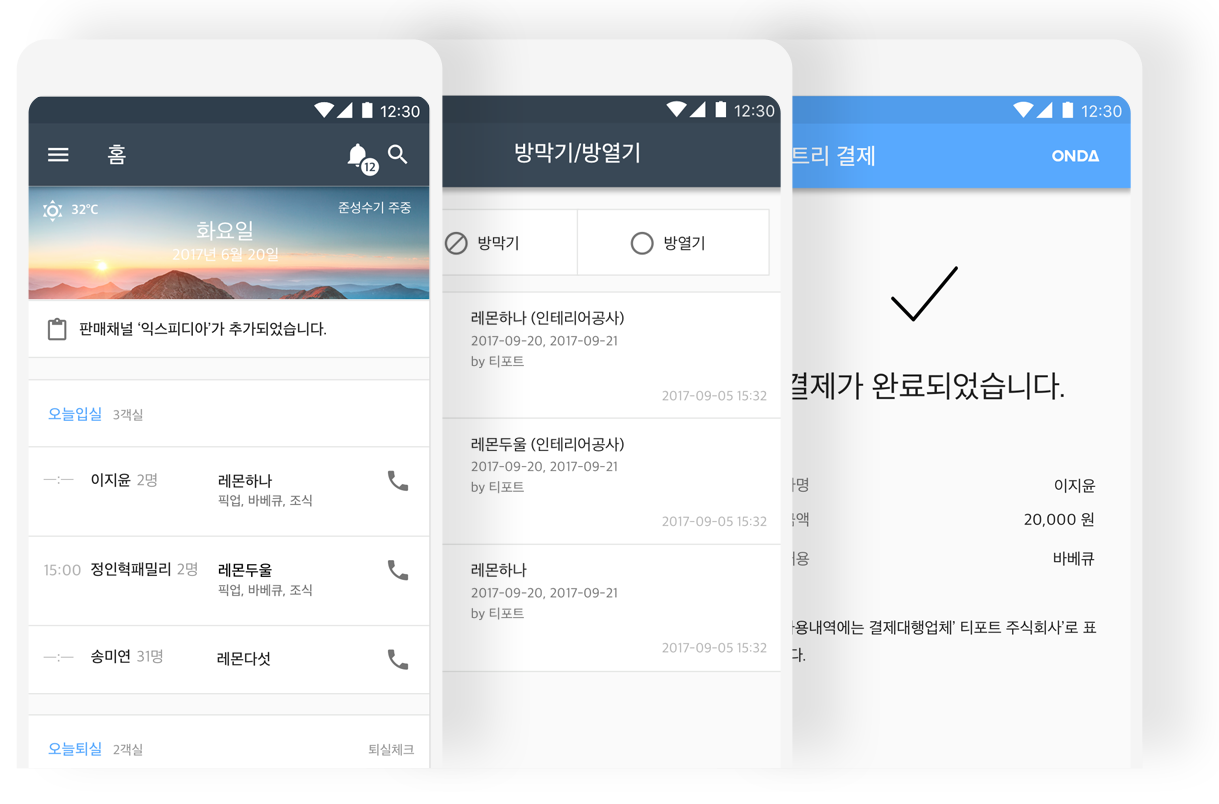 12:30
홈
12
32°C
준성수기 주중
화요일
2017년 6월 20일
판매채널 ‘익스피디아’가 추가되었습니다.
오늘입실 3객실
—:— 이지윤 2명 레몬하나
픽업, 바베큐, 조식
15:00 정인혁패밀리 2명 레몬두울
픽업, 바베큐, 조식
—:— 송미연 31명 레몬다섯
오늘퇴실 2객실 퇴실체크
12:30
방막기/방열기
방막기 방열기
레몬하나 (인테리어공사)
2017-09-20, 2017-09-21
by 티포트
2017-09-05 15:32
레몬두울 (인테리어공사)
2017-09-20, 2017-09-21
by 티포트
2017-09-05 15:32
레몬하나
2017-09-20, 2017-09-21
by 티포트
2017-09-05 15:32
12:30
트리 결제 ONDA
결제가 완료되었습니다.
명 이지윤
액 20,000 원
용 바베큐
용내역에는 결제대행업체’ 티포트 주식회사’로 표
다.